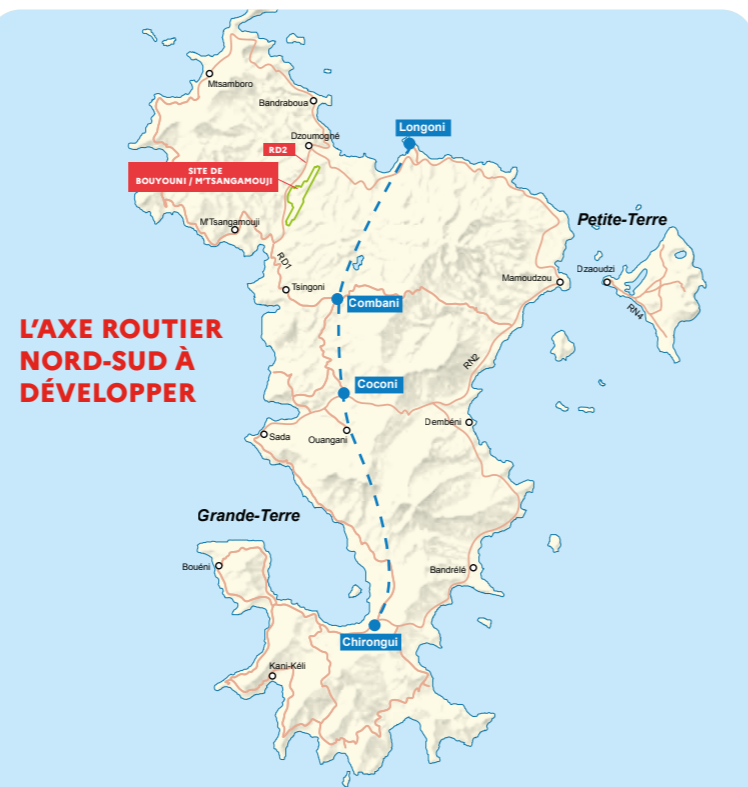 Mtsamboro
Bandraboua
Longoni
Dzoumogné
RD2
SITE DE
BOUYOUNI / M'TSANGAMOUJI
M'Tsangamouji
Petite-Terre
RD1
Dzaoudzi
Mamoudzou
Tsingoni
Combani
RN4
L'AXE ROUTIER
NORD-SUD À
DÉVELOPPER
RN2
Coconi
Dembéni
Sada
Ouangani
Grande-Terre
Bouéni
Bandrélé
Chirongui
Kani-Kéli